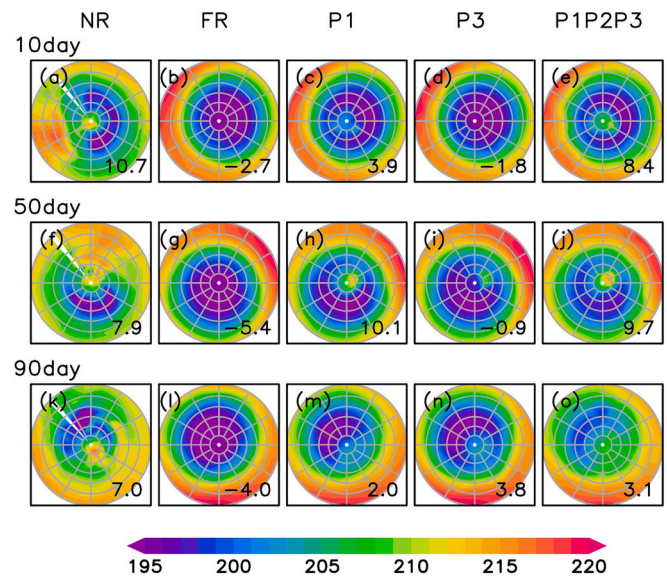 NR FR P1 P3 P1P2P3
10day
(a) (b) (c) (d) (e)
10.7 −2.7 3.9 −1.8 8.4
50day
(f) (g) (h) (i) (j)
7.9 −5.4 10.1 −0.9 9.7
90day
(k) (l) (m) (n) (o)
7.0 −4.0 2.0 3.8 3.1
195 200 205 210 215 220